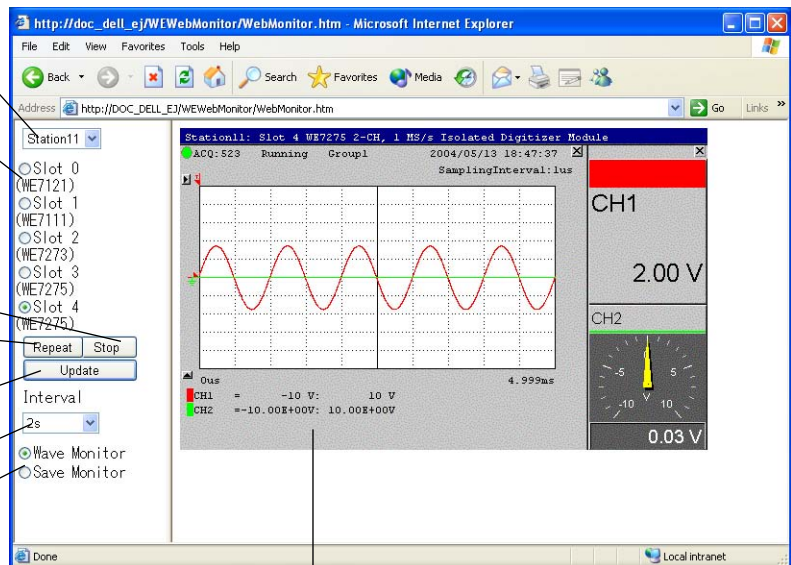 http://doc_dell_ej/WEWebMonitor/WebMonitor.htm - Microsoft Internet Explorer
File Edit View Favorites Tools Help
Back Search Favorites Media
Address http://DOC_DELL_EJ/WEWebMonitor/WebMonitor.htm Go Links »
Station11
Slot 0
(WE7121)
Slot 1
(WE7111)
Slot 2
(WE7273)
Slot 3
(WE7275)
Slot 4
(WE7275)
Repeat Stop
Update
Interval
2s
Wave Monitor
Save Monitor
Station11: Slot 4 WE7275 2-CH, 1 MS/s Isolated Digitizer Module
ACQ:523 Running Group1 2004/05/13 18:47:37
SamplingInterval:1us
0us 4.999ms
CH1 = -10 V: 10 V
CH2 =-10.00E+00V: 10.00E+00V
CH1
2.00 V
CH2
-5 5
-10 V 10
0.03 V
Done Local intranet